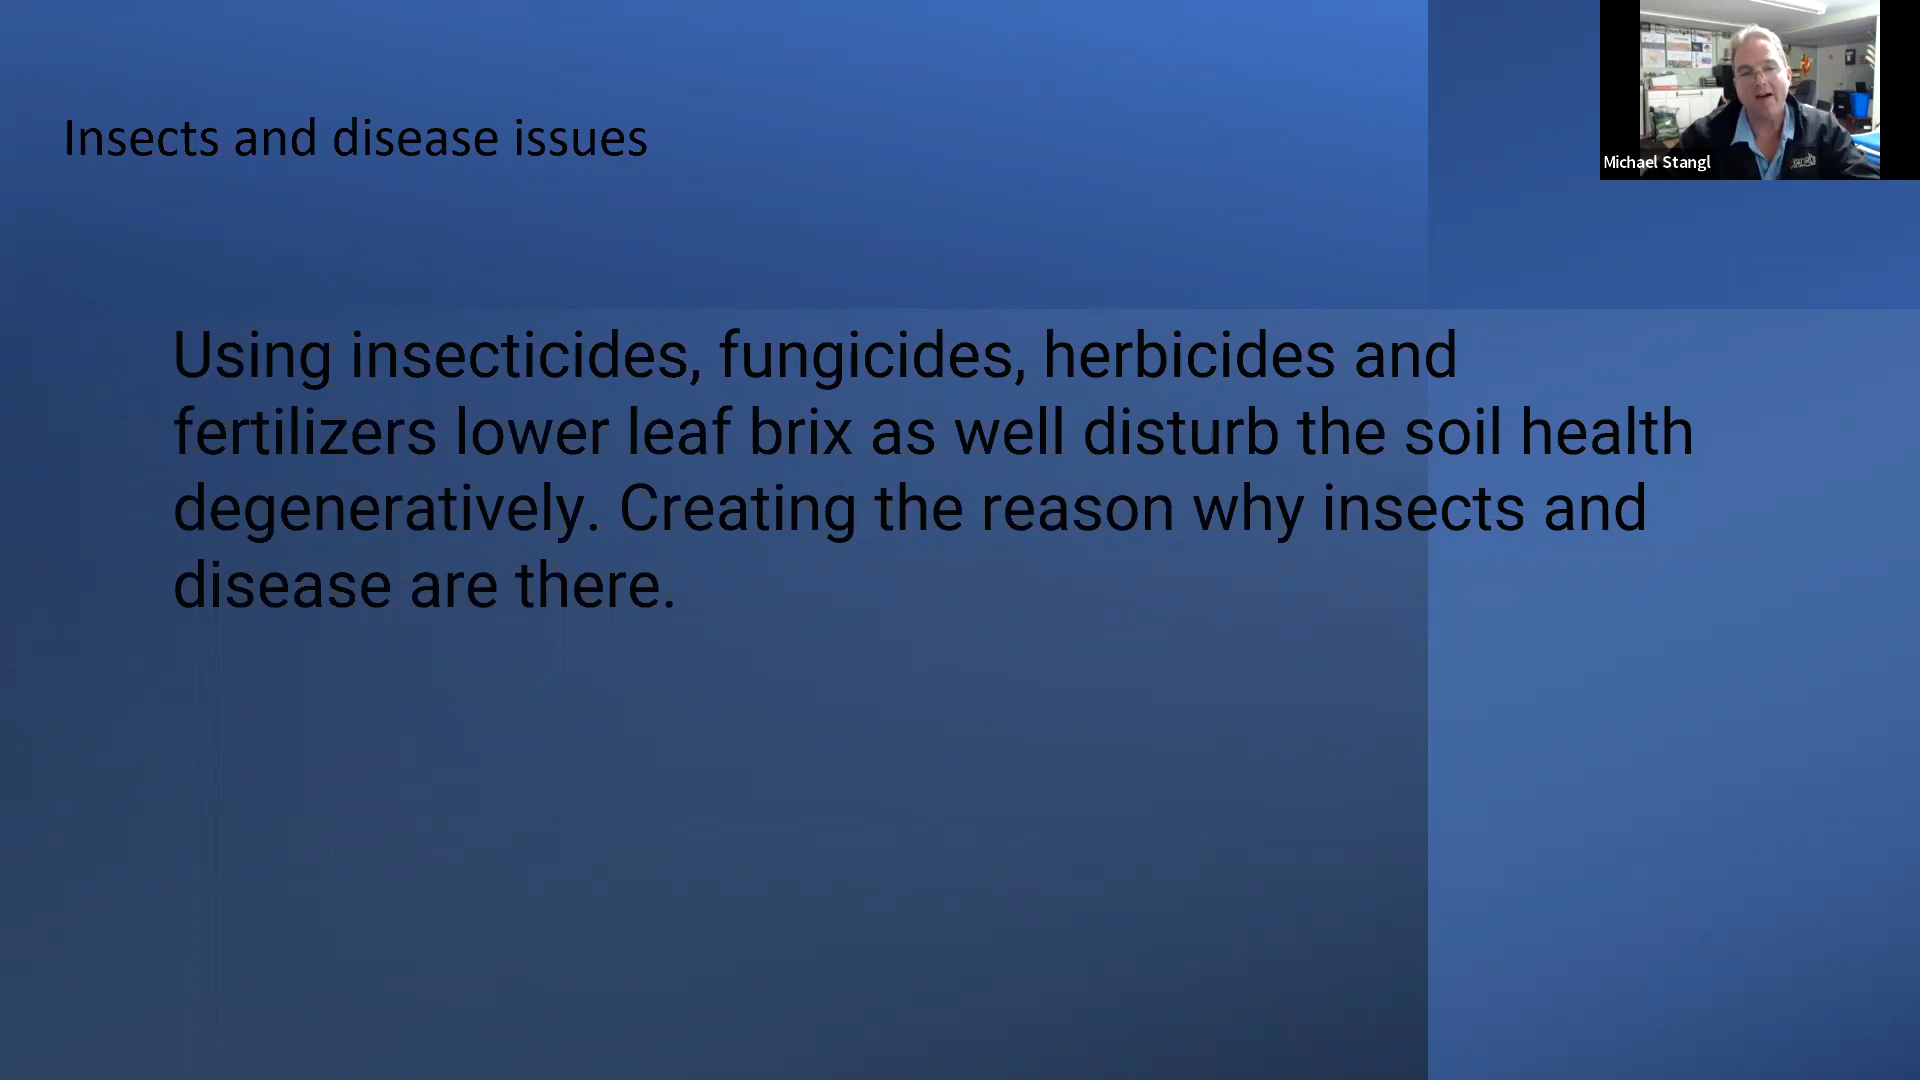 Insects and disease issues
Michael Stangl
Using insecticides, fungicides, herbicides and
fertilizers lower leaf brix as well disturb the soil health
degeneratively. Creating the reason why insects and
disease are there.